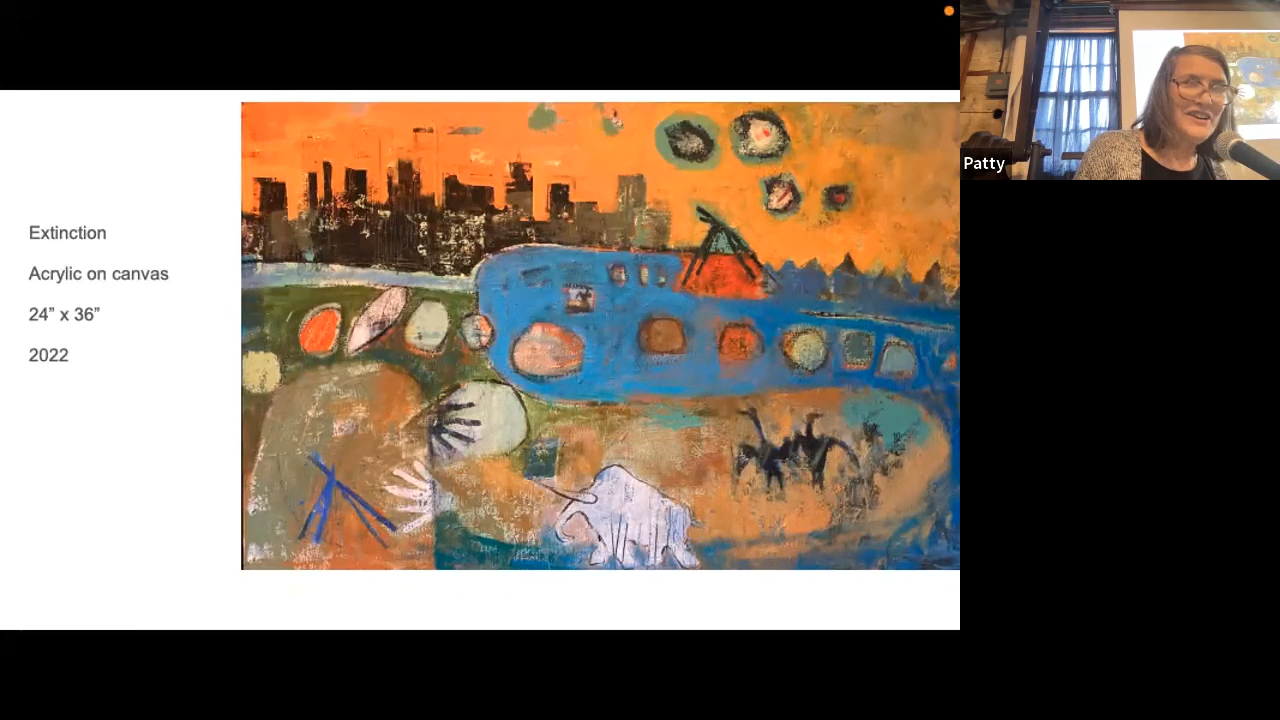 Extinction
Acrylic on canvas
24” x 36”
2022
Patty